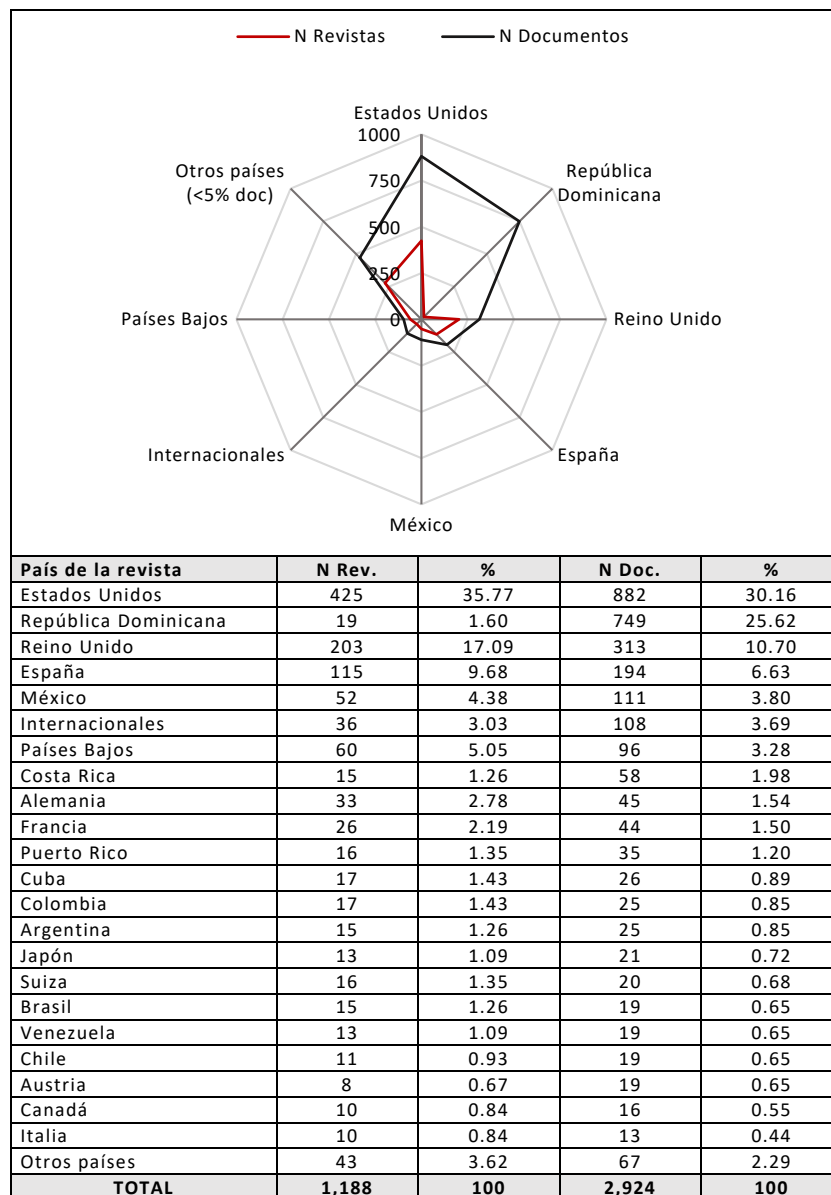 N Revistas N Documentos
Estados Unidos
1000
Otros países
(<5% doc)
República
Dominicana
750
500
250
Países Bajos
0
Reino Unido
Internacionales
España
México
País de la revista N Rev. % N Doc. %
Estados Unidos 425 35.77 882 30.16
República Dominicana 19 1.60 749 25.62
Reino Unido 203 17.09 313 10.70
España 115 9.68 194 6.63
México 52 4.38 111 3.80
Internacionales 36 3.03 108 3.69
Países Bajos 60 5.05 96 3.28
Costa Rica 15 1.26 58 1.98
Alemania 33 2.78 45 1.54
Francia 26 2.19 44 1.50
Puerto Rico 16 1.35 35 1.20
Cuba 17 1.43 26 0.89
Colombia 17 1.43 25 0.85
Argentina 15 1.26 25 0.85
Japón 13 1.09 21 0.72
Suiza 16 1.35 20 0.68
Brasil 15 1.26 19 0.65
Venezuela 13 1.09 19 0.65
Chile 11 0.93 19 0.65
Austria 8 0.67 19 0.65
Canadá 10 0.84 16 0.55
Italia 10 0.84 13 0.44
Otros países 43 3.62 67 2.29
TOTAL 1,188 100 2,924 100